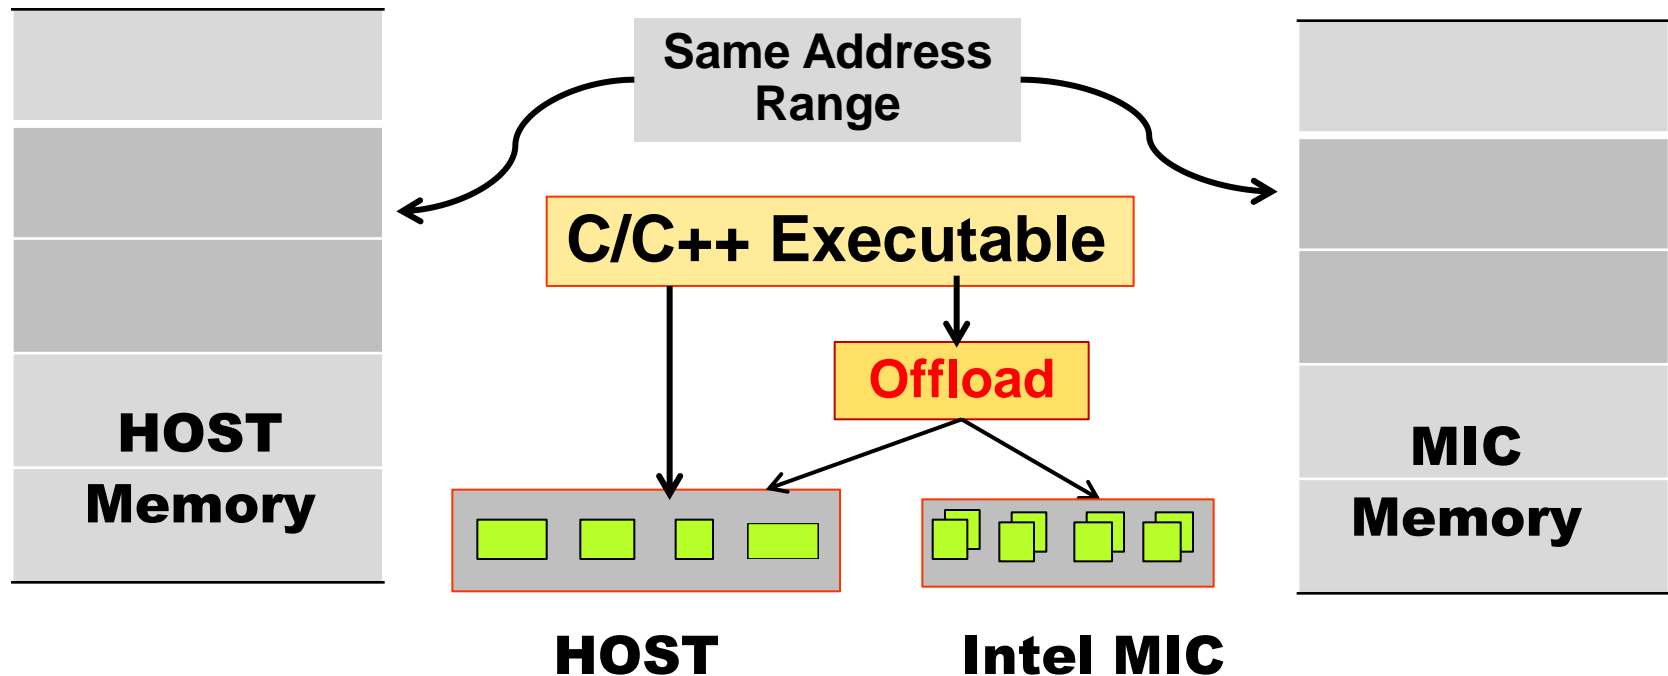 Same Address
Range
C/C++ Executable
Offload
HOST
Memory
MIC
Memory
HOST
Intel MIC